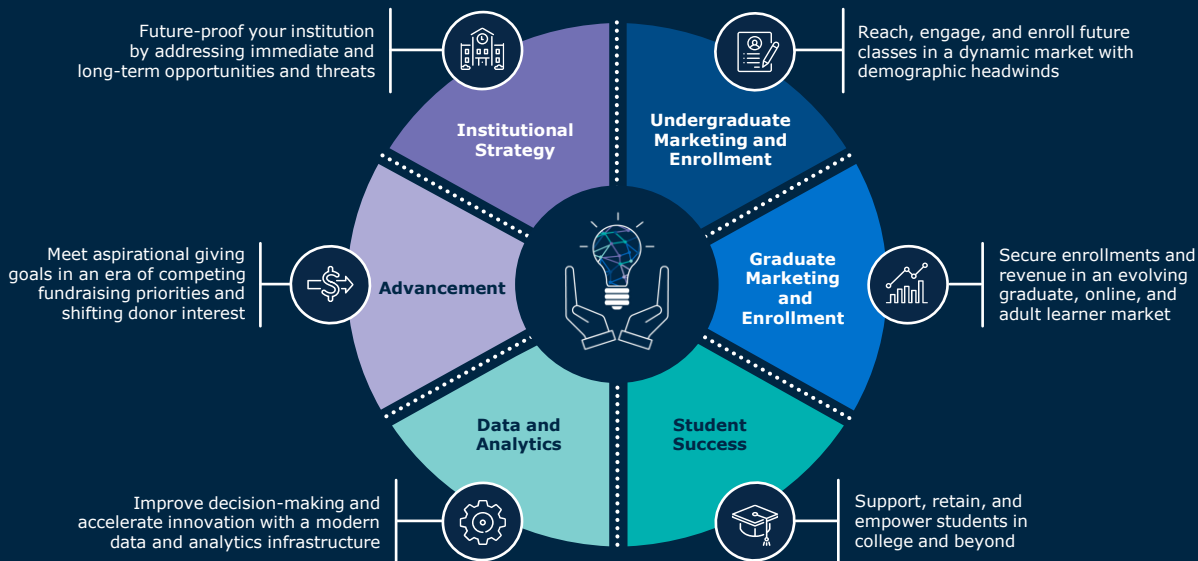 Future-proof your institution
by addressing immediate and
long-term opportunities and threats
Institutional
Strategy
Undergraduate
Marketing and
Enrollment
Reach, engage, and enroll future
classes in a dynamic market with
demographic headwinds
Meet aspirational giving
goals in an era of competing
fundraising priorities and
shifting donor interest
Advancement
Graduate
Marketing
and
Enrollment
Secure enrollments and
revenue in an evolving
graduate, online, and
adult learner market
Improve decision-making and
accelerate innovation with a modern
data and analytics infrastructure
Data and
Analytics
Student
Success
Support, retain, and
empower students in
college and beyond